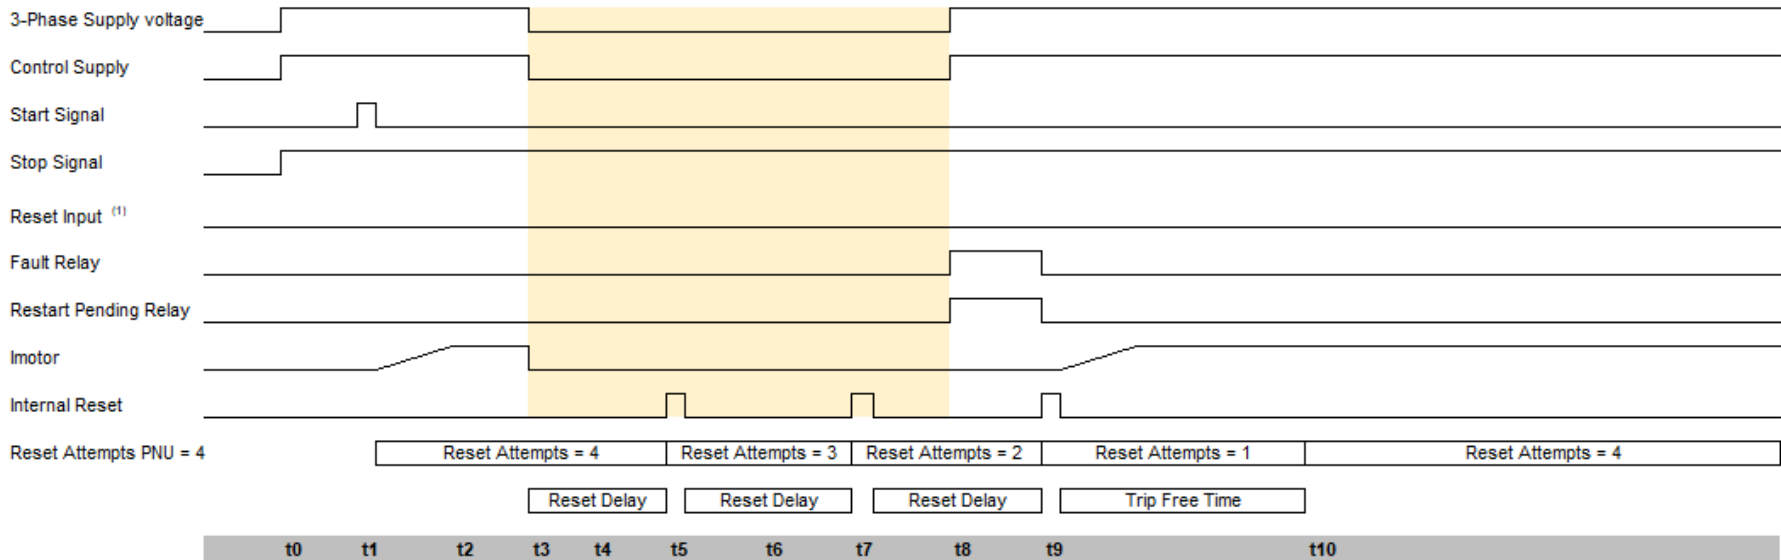 3-Phase Supply voltage
Control Supply
Start Signal
Stop Signal
Reset Input (1)
Fault Relay
Restart Pending Relay
Imotor
Internal Reset
Reset Attempts PNU = 4 Reset Attempts = 4 Reset Attempts = 3 Reset Attempts = 2 Reset Attempts = 1 Reset Attempts = 4
Reset Delay Reset Delay Reset Delay Trip Free Time
t0 t1 t2 t3 t4 t5 t6 t7 t8 t9 t10